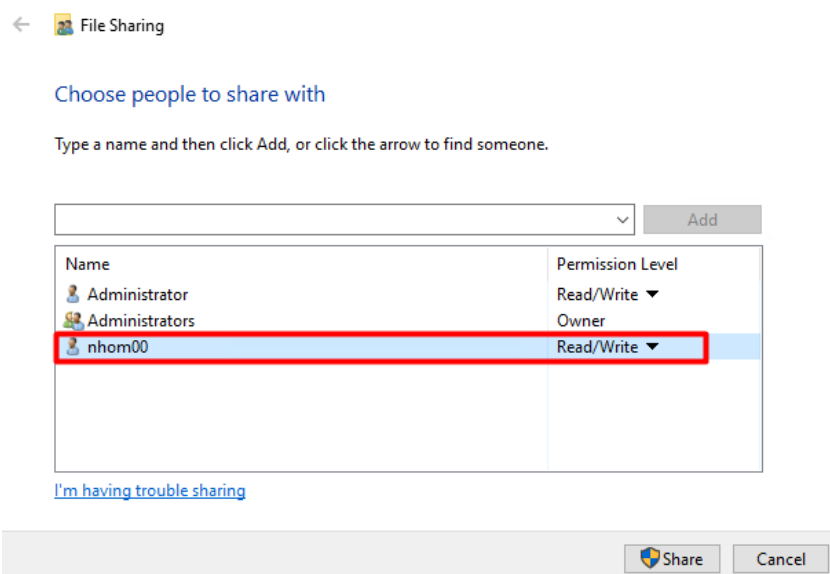 File Sharing
Choose people to share with
Type a name and then click Add, or click the arrow to find someone.
Add
Name Permission Level
Administrator Read/Write
Administrators Owner
nhom00 Read/Write
I'm having trouble sharing
Share Cancel